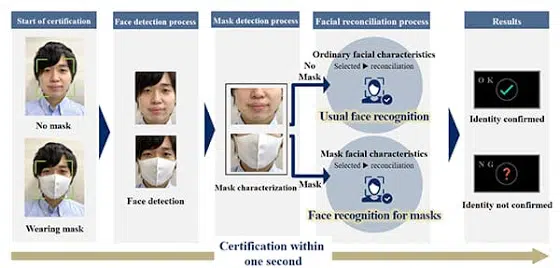 Start of certification
Face detection process
Mask detection process
Facial reconciliation process
Results
No mask
Wearing mask
Face detection
Mask characterization
No
Mask
Mask
Ordinary facial characteristics
Selected ▶ reconciliation
Usual face recognition
Mask facial characteristics
Selected ▶ reconciliation
Face recognition for masks
OK
Identity confirmed
NG
?
Identity not confirmed
Certification within
one second